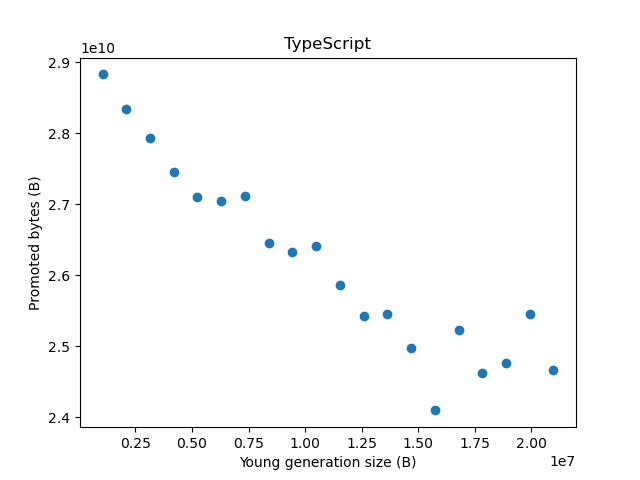 TypeScript
1e10
2.9
2.8
2.7
2.6
2.5
2.4
Promoted bytes (B)
0.25 0.50 0.75 1.00 1.25 1.50 1.75 2.00
Young generation size (B)
1e7